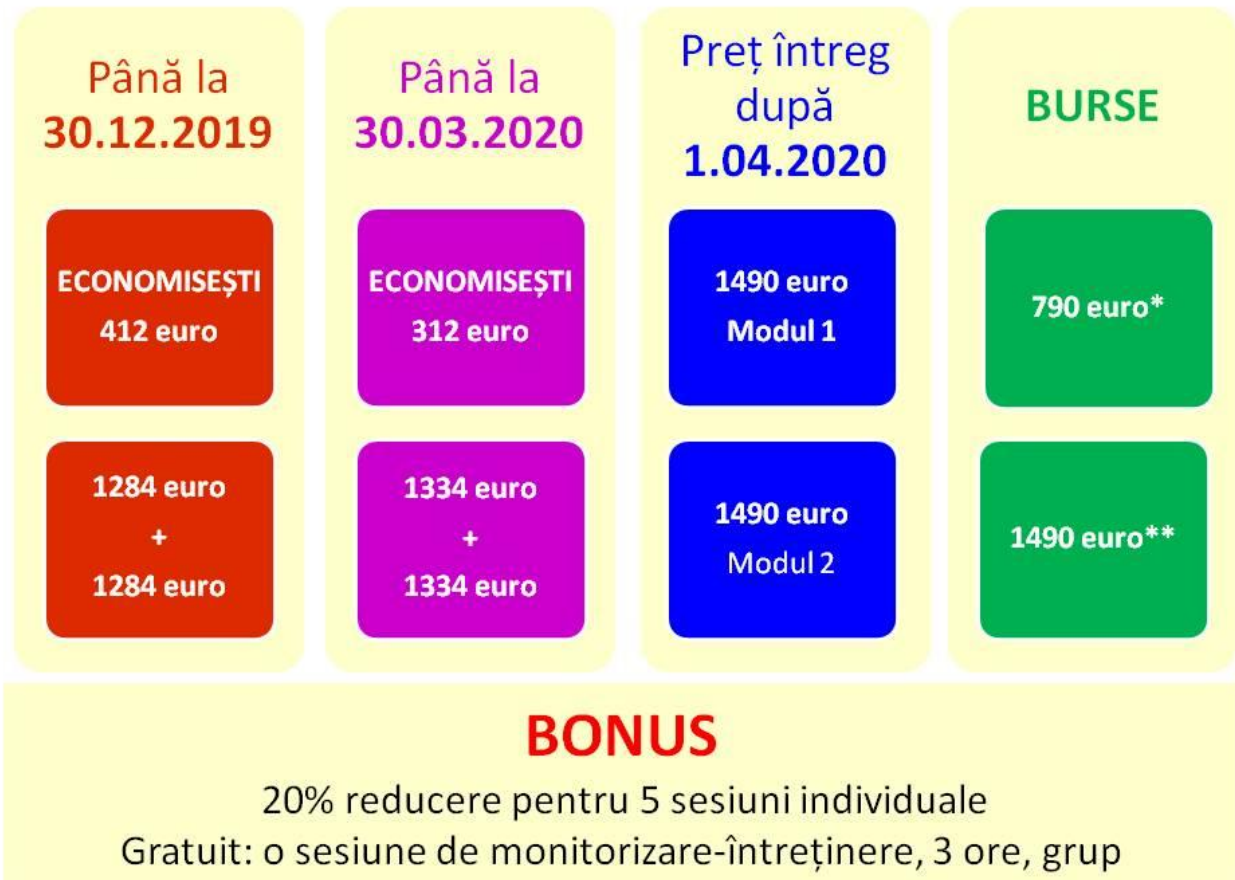 Până la
30.12.2019
ECONOMISEȘTI
412 euro
1284 euro
+
1284 euro
Până la
30.03.2020
ECONOMISEȘTI
312 euro
1334 euro
+
1334 euro
Preț întreg
după
1.04.2020
1490 euro
Modul 1
1490 euro
Modul 2
BURSE
790 euro*
1490 euro**
BONUS
20% reducere pentru 5 sesiuni individuale
Gratuit: o sesiune de monitorizare-întreținere, 3 ore, grup